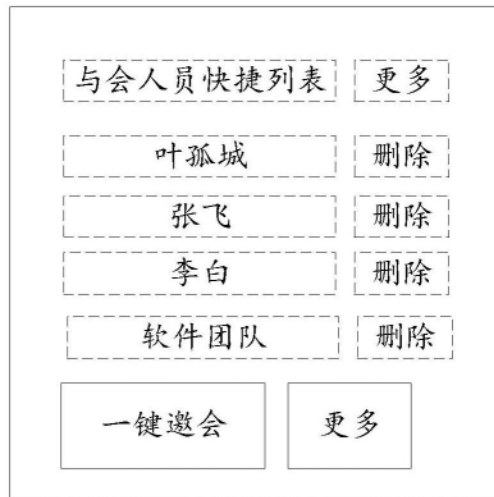 与会人员快捷列表 更多
叶孤城 删除
张飞 删除
李白 删除
软件团队 删除
一键邀会 更多